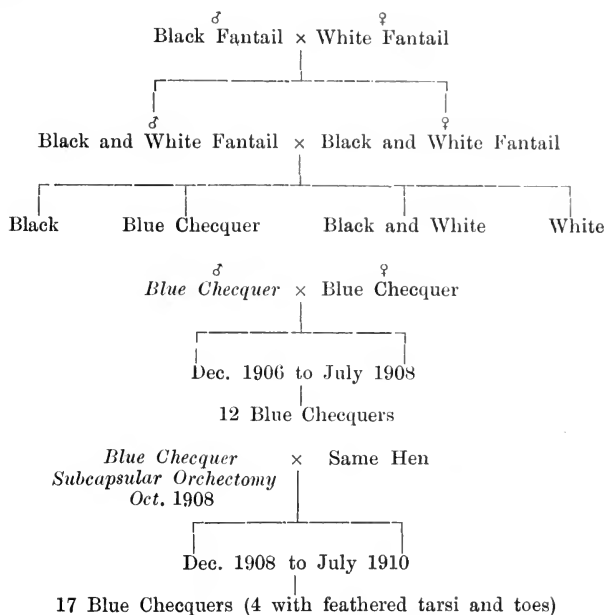 ♂ ♀
Black Fantail × White Fantail
♂ ♀
Black and White Fantail × Black and White Fantail
Black Blue Checquer Black and White White
♂ ♀
Blue Checquer × Blue Checquer
Dec. 1906 to July 1908
12 Blue Checquers
Blue Checquer × Same Hen
Subcapsular Orchectomy
Oct. 1908
Dec. 1908 to July 1910
17 Blue Checquers (4 with feathered tarsi and toes)